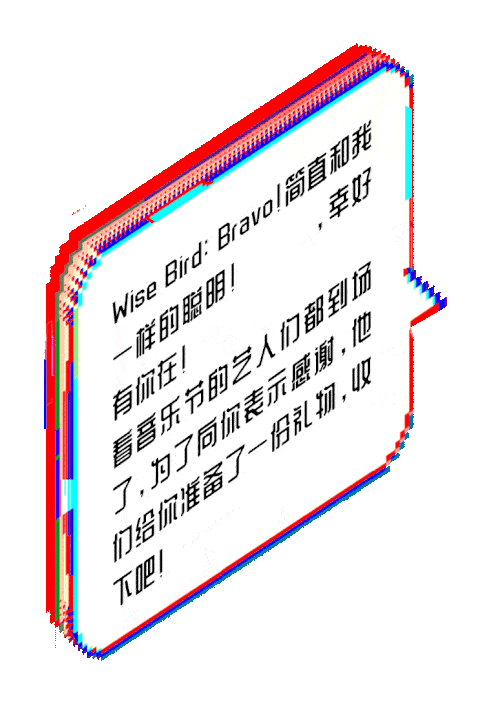 Wise Bird: Bravo!简直和我
一样的聪明! ,幸好
有你在!
看音乐节的艺人们都到场
了,为了向你表示感谢,他
们给你准备了一份礼物,收
下吧!